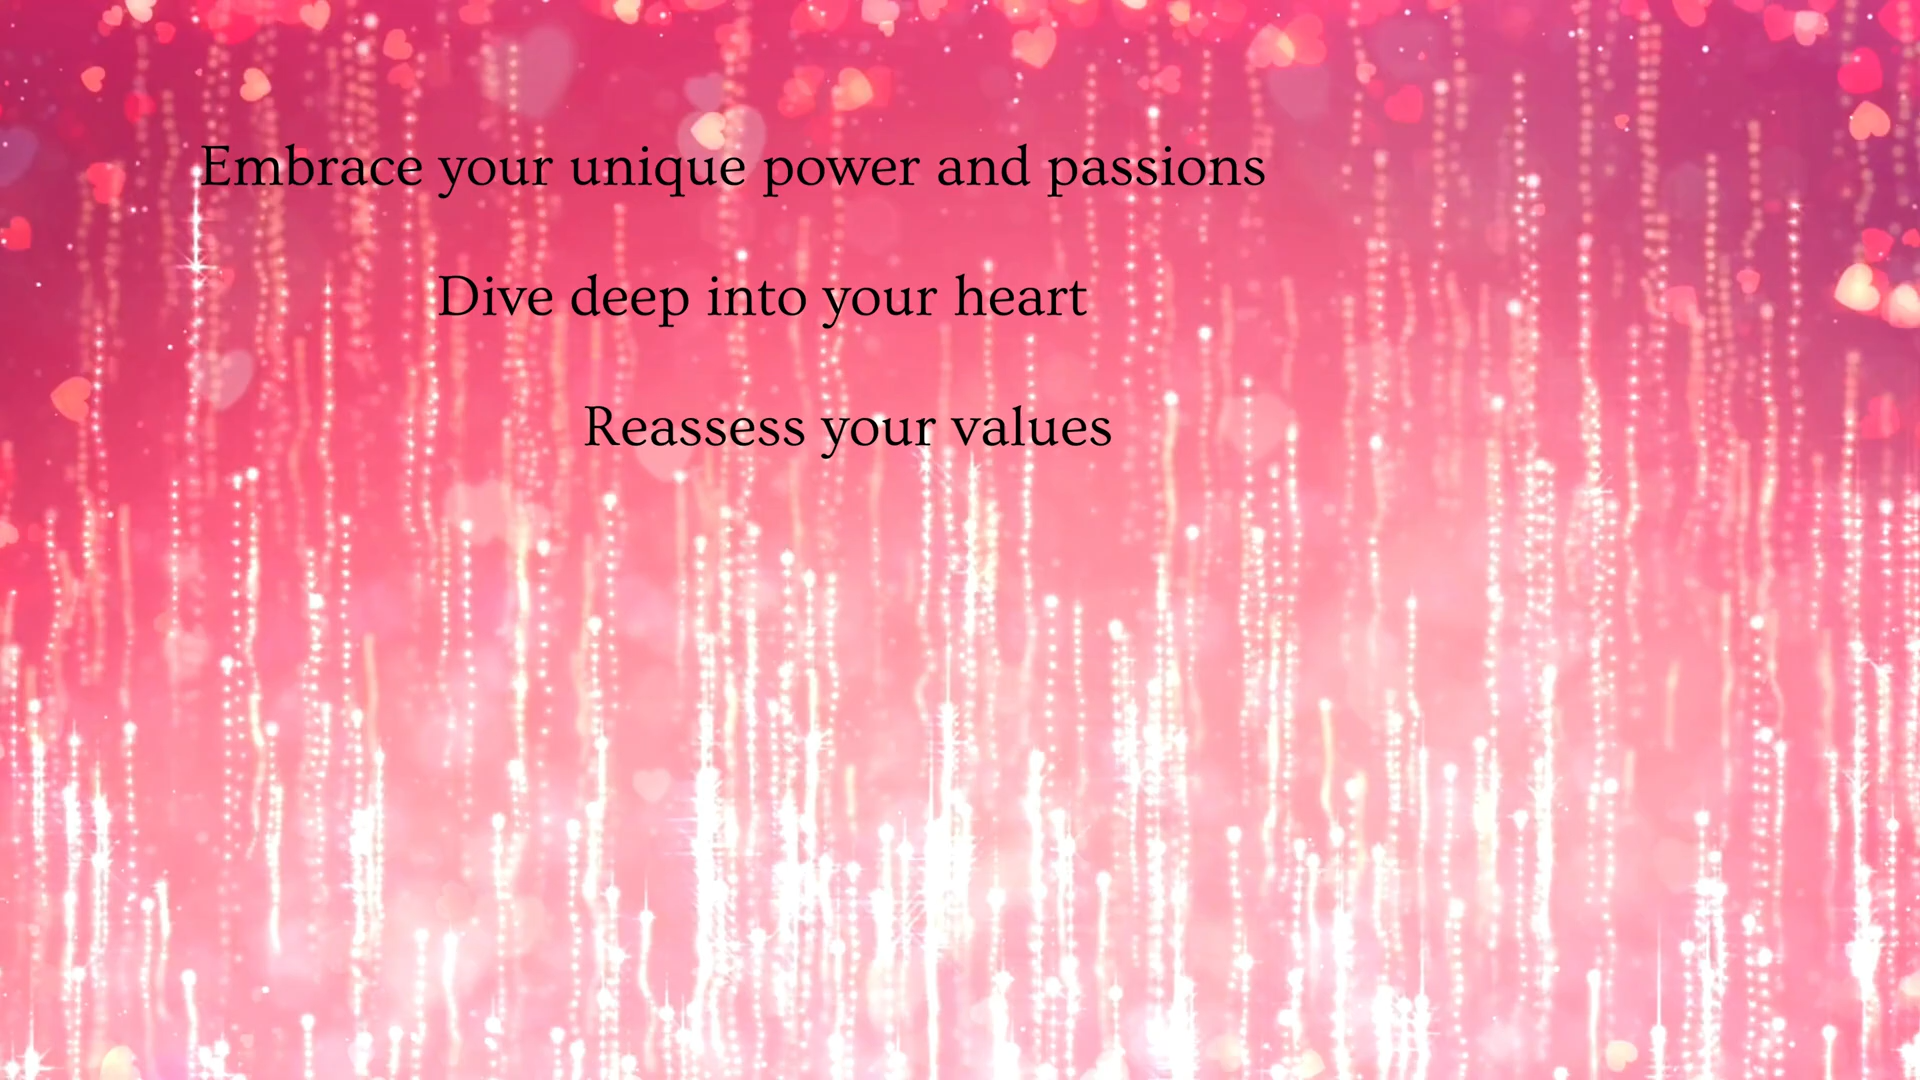 Embrace your unique power and passions
Dive deep into your heart
Reassess your values